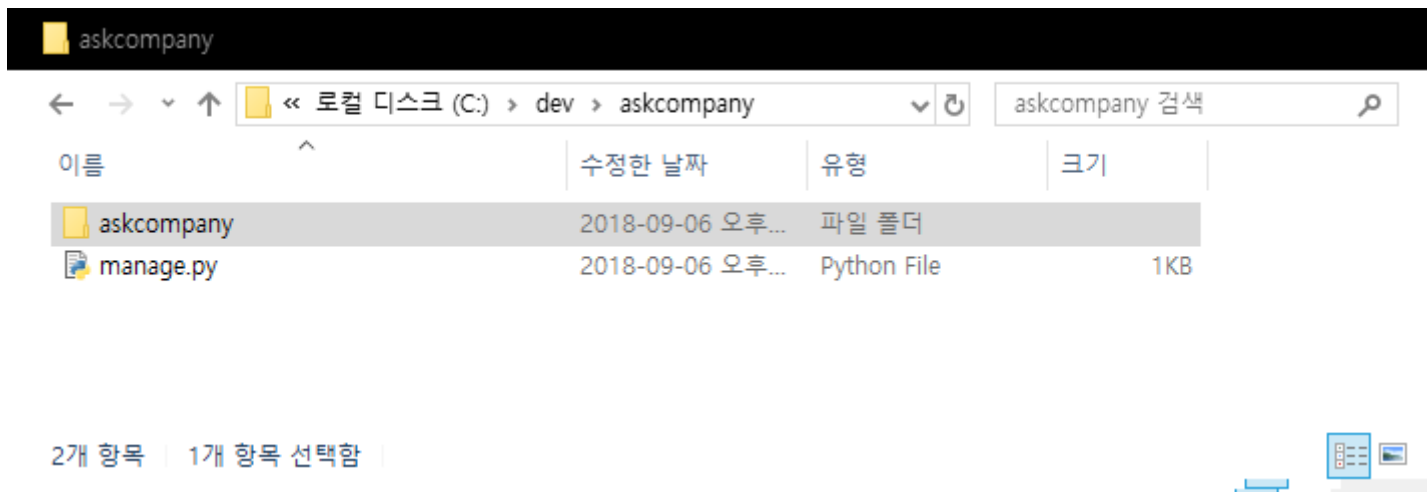 askcompany
« 로컬 디스크 (C:) › dev › askcompany askcompany 검색
이름 수정한 날짜 유형 크기
askcompany 2018-09-06 오후... 파일 폴더
manage.py 2018-09-06 오후... Python File 1KB
2개 항목 1개 항목 선택함